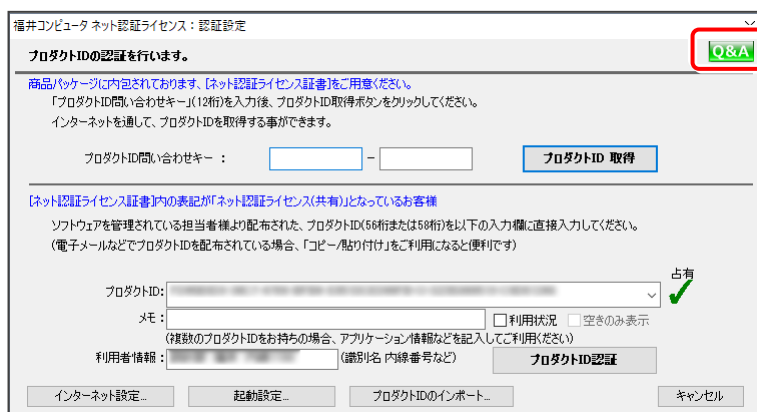 福井コンピュータ ネット認証ライセンス：認証設定
プロダクトIDの認証を行います。
Q&A
商品パッケージに内包されております、[ネット認証ライセンス証書]をご用意ください。
「プロダクトID問い合わせキー」(12桁)を入力後、プロダクトID取得ボタンをクリックしてください。
インターネットを通して、プロダクトIDを取得する事ができます。
プロダクトID問い合わせキー ： － プロダクトID 取得
[ネット認証ライセンス証書]内の表記が「ネット認証ライセンス(共有)」となっているお客様
ソフトウェアを管理されている担当者様より配布された、プロダクトID(56桁または58桁)を以下の入力欄に直接入力してください。
(電子メールなどでプロダクトIDを配布されている場合、「コピー/貼り付け」をご利用になると便利です)
占有
プロダクトID:
メモ： 利用状況 空きのみ表示
(複数のプロダクトIDをお持ちの場合、アプリケーション情報などを記入してご利用ください)
利用者情報： (識別名 内線番号など) プロダクトID認証
インターネット設定... 起動設定... プロダクトIDのインポート... キャンセル